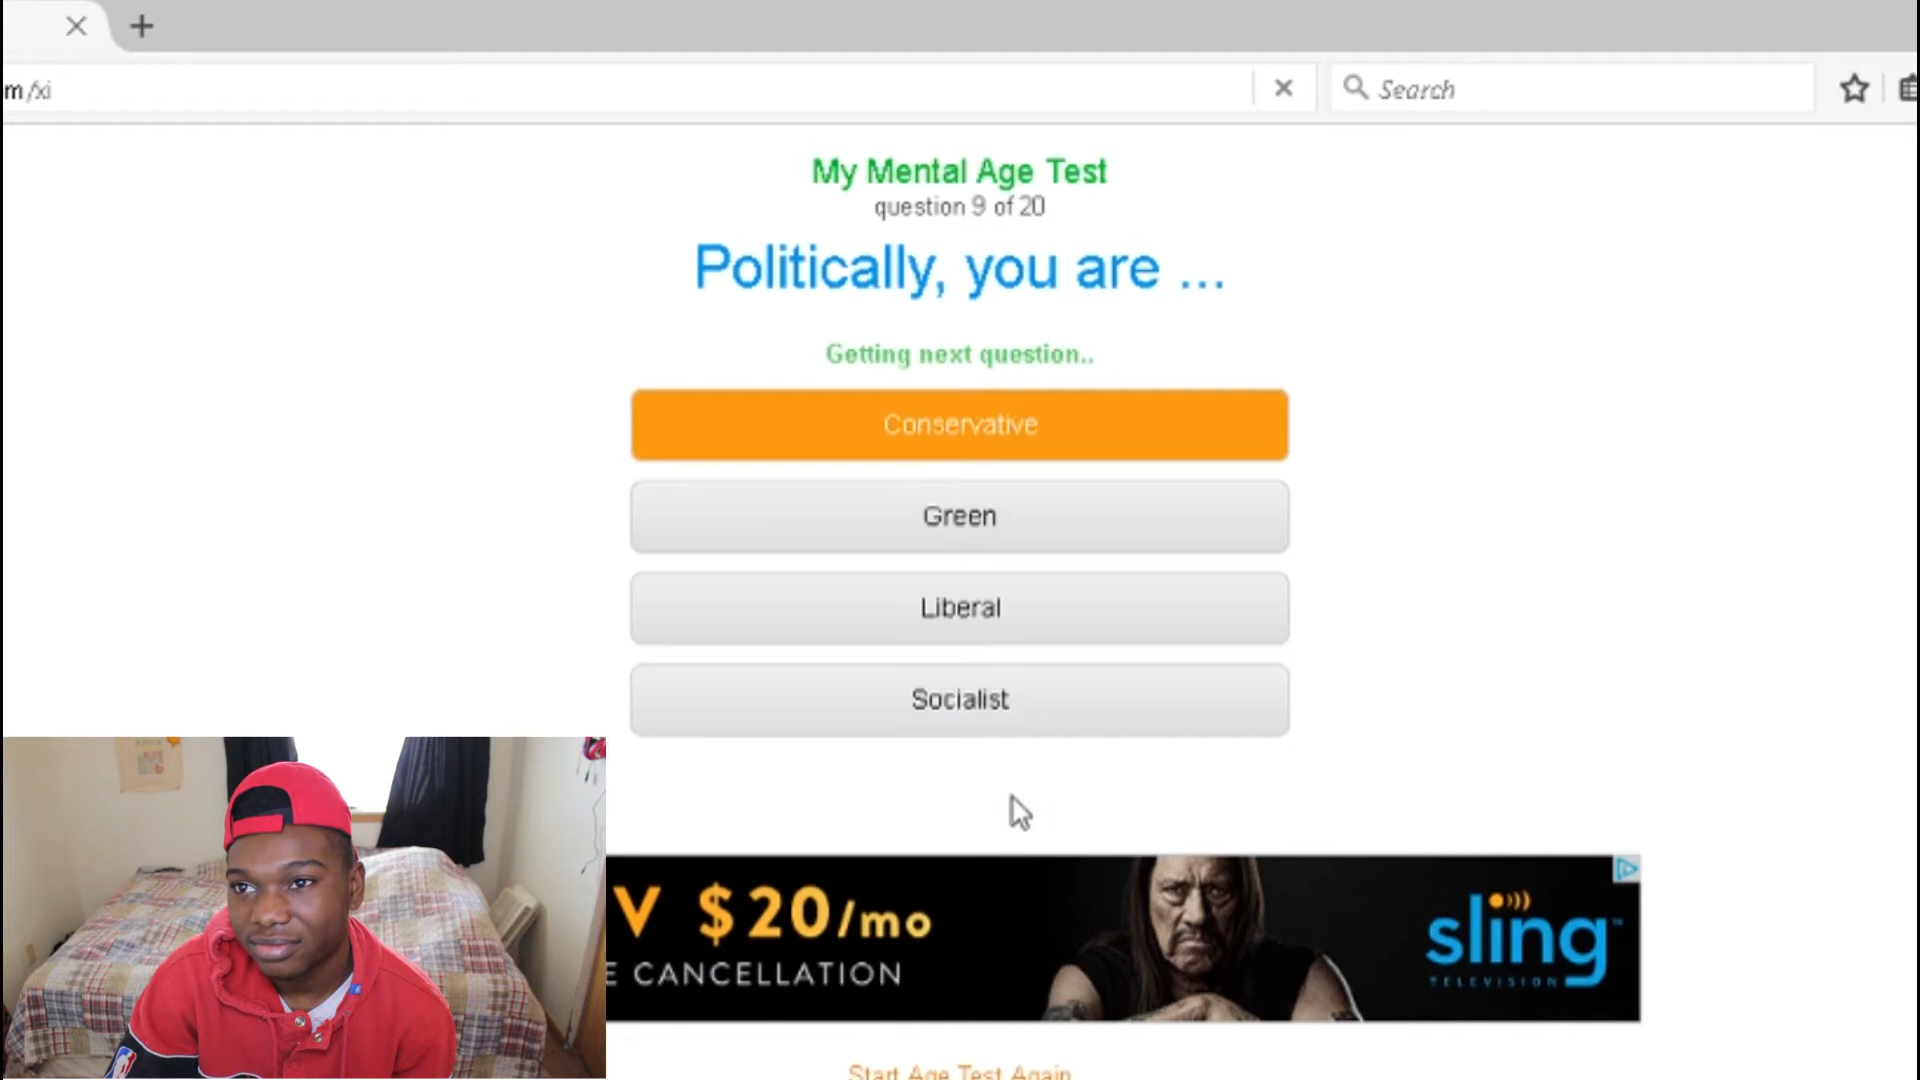 m/xi
Search
My Mental Age Test
question 9 of 20
Politically, you are ...
Getting next question..
Conservative
Green
Liberal
Socialist
V $20/mo
E CANCELLATION
sling
TELEVISION
Start Age Test Again